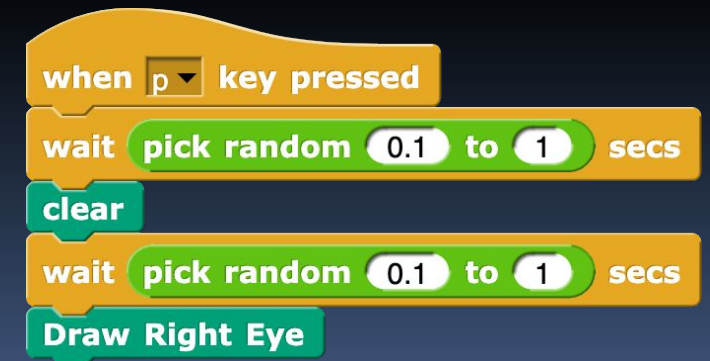 when p key pressed
wait pick random 0.1 to 1 secs
clear
wait pick random 0.1 to 1 secs
Draw Right Eye